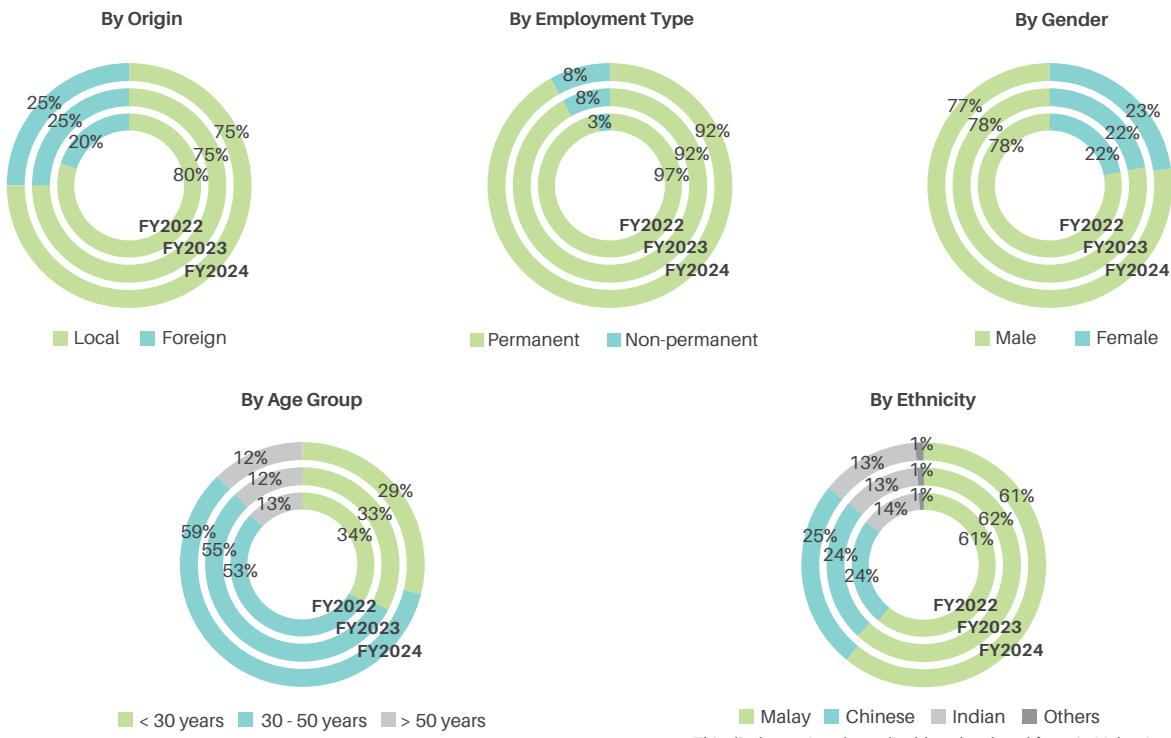 By Origin
By Employment Type
By Gender
25%
25%
20%
75%
75%
80%
FY2022
FY2023
FY2024
Local
Foreign
8%
8%
3%
92%
92%
97%
FY2022
FY2023
FY2024
Permanent
Non-permanent
77%
78%
78%
23%
22%
22%
FY2022
FY2023
FY2024
Male
Female
By Age Group
By Ethnicity
12%
12%
13%
29%
33%
34%
59%
55%
53%
FY2022
FY2023
FY2024
< 30 years
30 - 50 years
> 50 years
1%
1%
1%
13%
13%
14%
61%
62%
61%
25%
24%
24%
FY2022
FY2023
FY2024
Malay
Chinese
Indian
Others